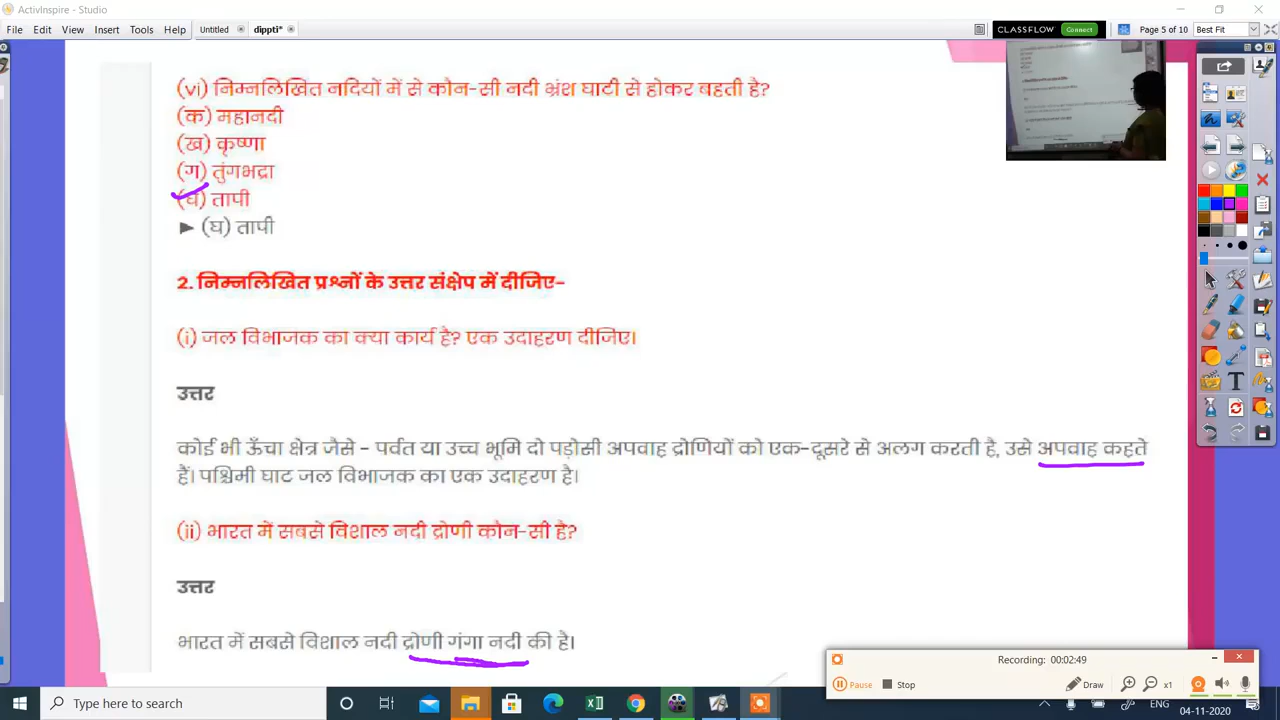 ActivInspire - Studio
File Edit View Insert Tools Help Untitled dippti* CLASSFLOW Connect Page 5 of 10 Best Fit
(vi) निम्नलिखित नदियों में से कौन-सी नदी भ्रंश घाटी से होकर बहती है?
(क) महानदी
(ख) कृष्णा
(ग) तुंगभद्रा
(घ) तापी
► (घ) तापी
2. निम्नलिखित प्रश्नों के उत्तर संक्षेप में दीजिए-
(i) जल विभाजक का क्या कार्य है? एक उदाहरण दीजिए।
उत्तर
कोई भी ऊँचा क्षेत्र जैसे - पर्वत या उच्च भूमि दो पड़ोसी अपवाह द्रोणियों को एक-दूसरे से अलग करती है, उसे अपवाह कहते
हैं। पश्चिमी घाट जल विभाजक का एक उदाहरण है।
(ii) भारत में सबसे विशाल नदी द्रोणी कौन-सी है?
उत्तर
भारत में सबसे विशाल नदी द्रोणी गंगा नदी की है।
Recording: 00:02:49
Pause Stop Draw x1
Type here to search ENG 7:57 AM
04-11-2020